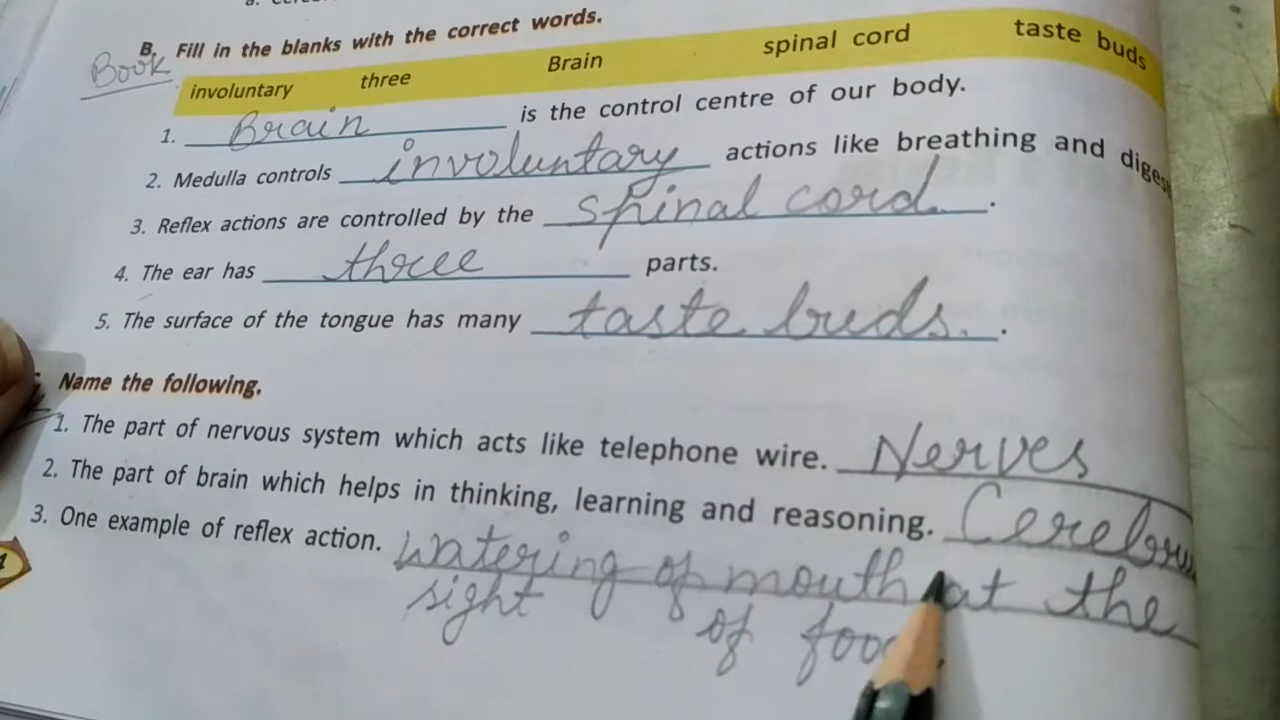 B. Fill in the blanks with the correct words.
Book
involuntary three Brain spinal cord taste buds
1. Brain is the control centre of our body.
2. Medulla controls involuntary actions like breathing and
3. Reflex actions are controlled by the spinal cord.
4. The ear has three parts.
5. The surface of the tongue has many taste buds.
Name the following.
1. The part of nervous system which acts like telephone wire. Nerves
2. The part of brain which helps in thinking, learning and reasoning.
3. One example of reflex action. Watering of mouth at the
sight of food